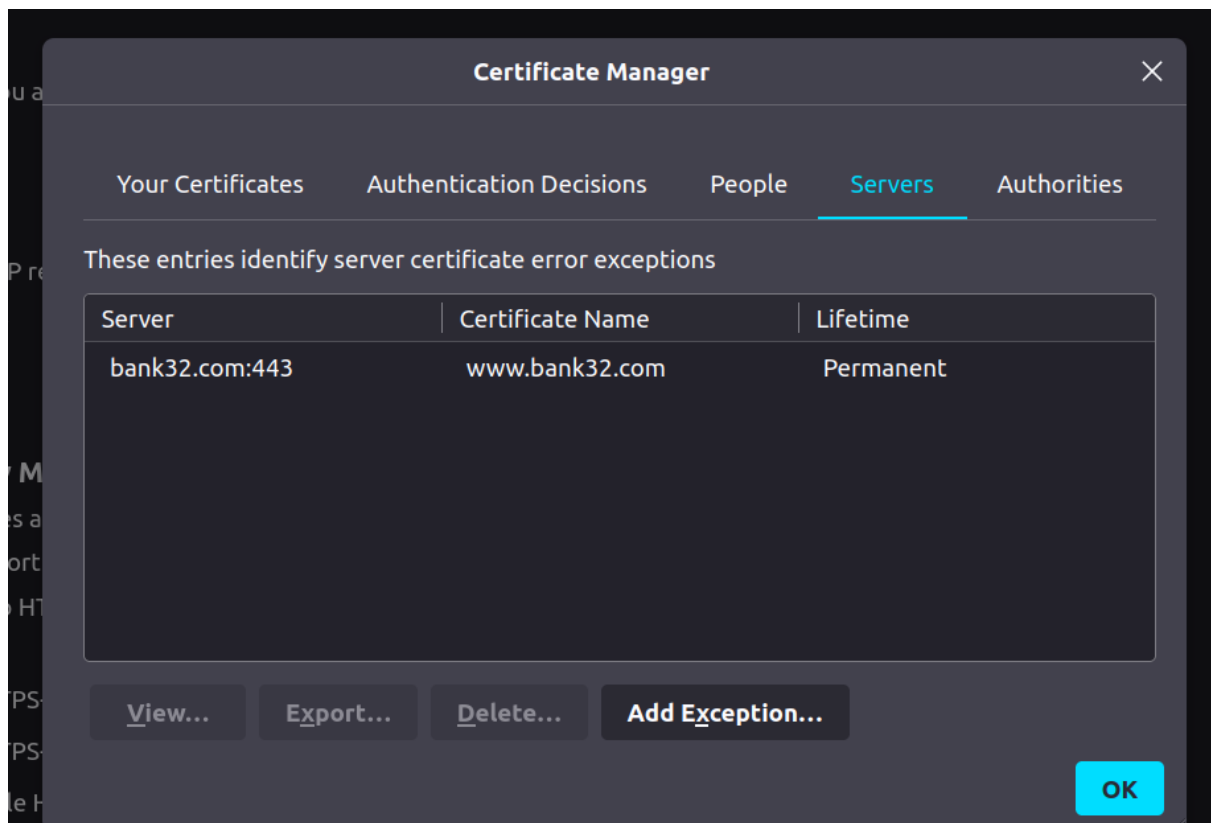 Certificate Manager
Your Certificates Authentication Decisions People Servers Authorities
These entries identify server certificate error exceptions
Server Certificate Name Lifetime
bank32.com:443 www.bank32.com Permanent
View... Export... Delete... Add Exception...
OK